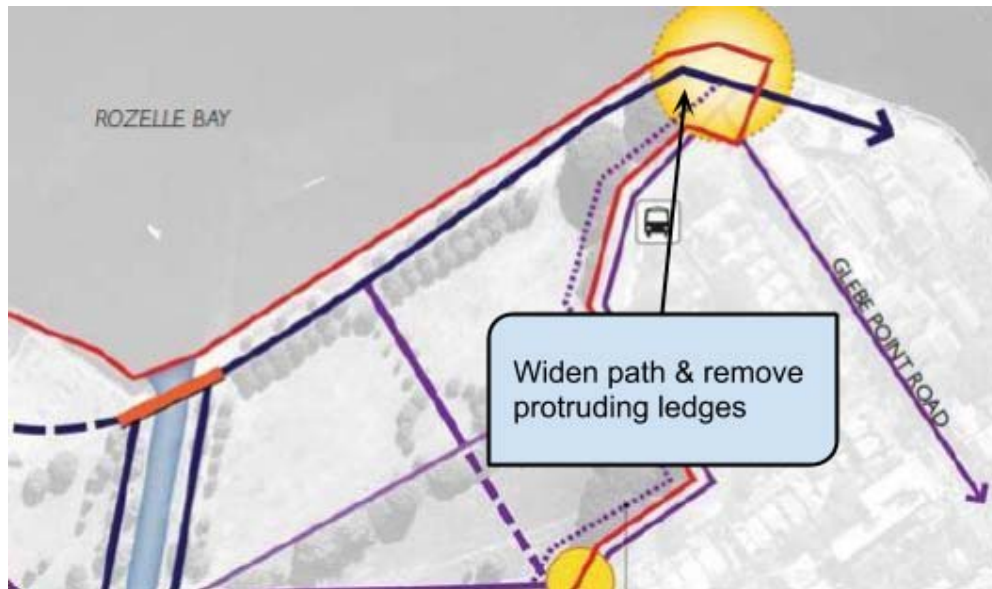 ROZELLE BAY
GLEBE POINT ROAD
Widen path & remove
protruding ledges